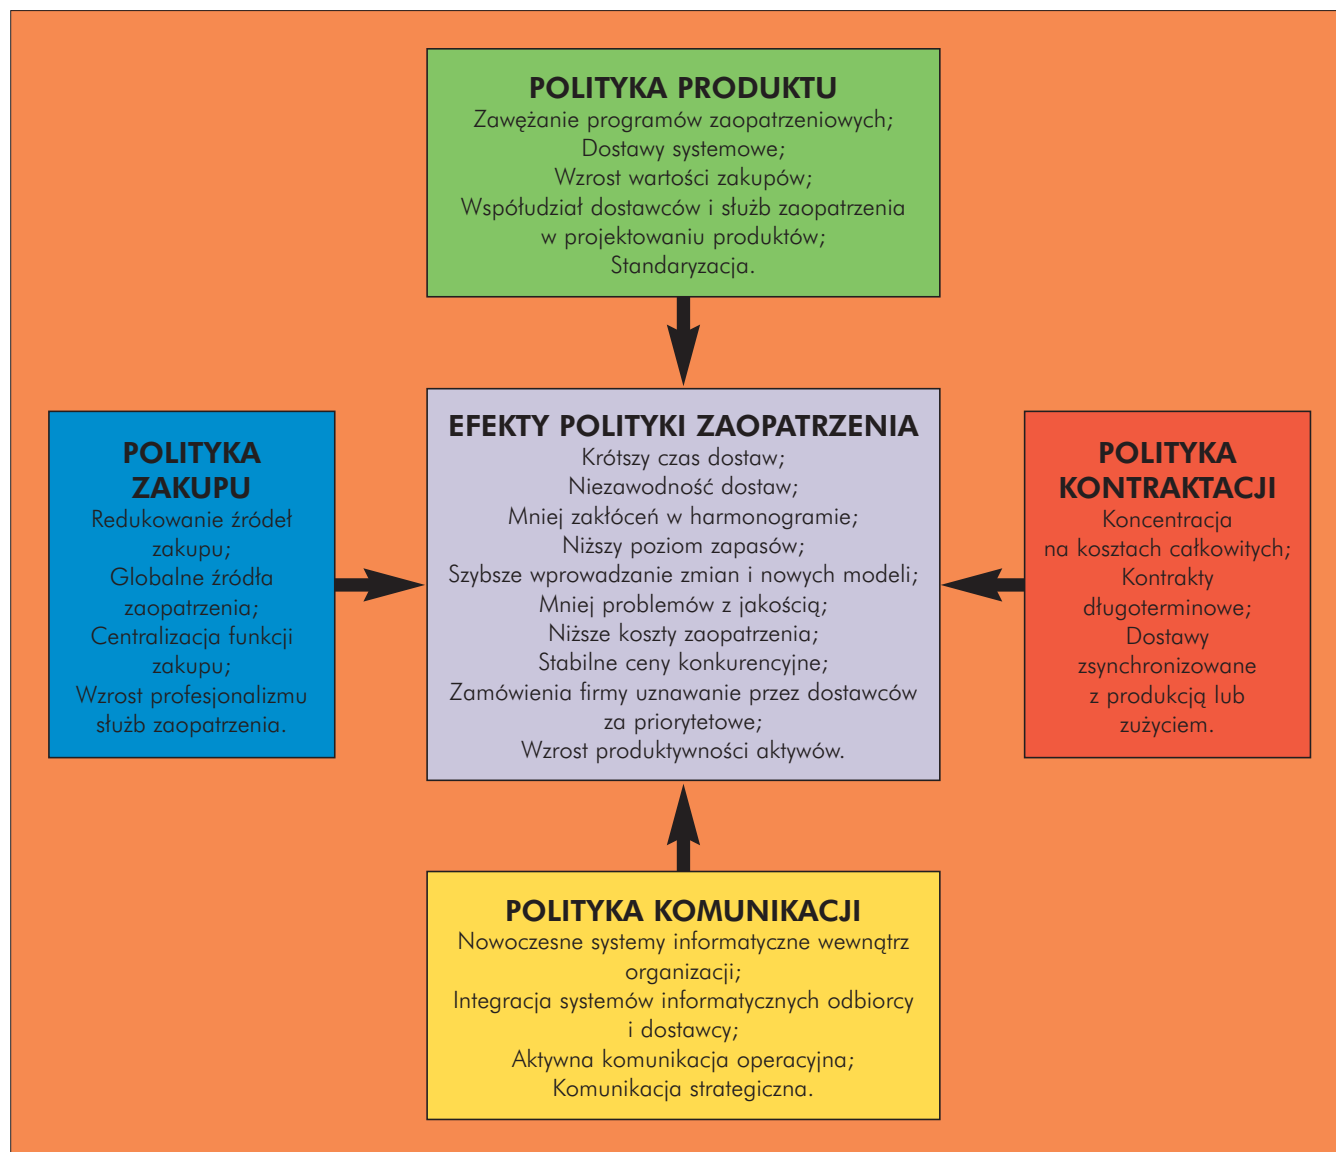 POLITYKA PRODUKTU
Zawężanie programów zaopatrzeniowych;
Dostawy systemowe;
Wzrost wartości zakupów;
Współudział dostawców i służb zaopatrzenia
w projektowaniu produktów;
Standaryzacja.
POLITYKA
ZAKUPU
Redukowanie źródeł
zakupu;
Globalne źródła
zaopatrzenia;
Centralizacja funkcji
zakupu;
Wzrost profesjonalizmu
służb zaopatrzenia.
EFEKTY POLITYKI ZAOPATRZENIA
Krótszy czas dostaw;
Niezawodność dostaw;
Mniej zakłóceń w harmonogramie;
Niższy poziom zapasów;
Szybsze wprowadzanie zmian i nowych modeli;
Mniej problemów z jakością;
Niższe koszty zaopatrzenia;
Stabilne ceny konkurencyjne;
Zamówienia firmy uznawanie przez dostawców
za priorytetowe;
Wzrost produktywności aktywów.
POLITYKA
KONTRAKTACJI
Koncentracja
na kosztach całkowitych;
Kontrakty
długoterminowe;
Dostawy
zsynchronizowane
z produkcją lub
zużyciem.
POLITYKA KOMUNIKACJI
Nowoczesne systemy informatyczne wewnątrz
organizacji;
Integracja systemów informatycznych odbiorcy
i dostawcy;
Aktywna komunikacja operacyjna;
Komunikacja strategiczna.